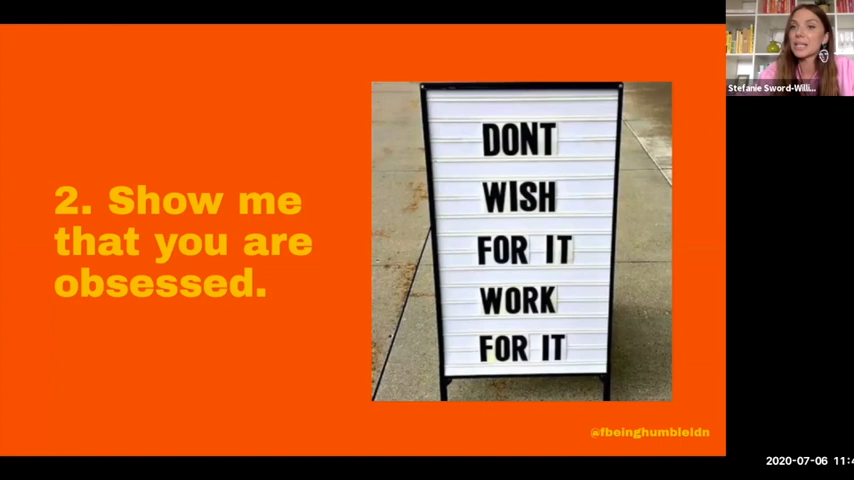 Stefanie Sword-Willi...
2. Show me
that you are
obsessed.
DONT
WISH
FOR IT
WORK
FOR IT
@fbeinghumbleldn
2020-07-06 11:4